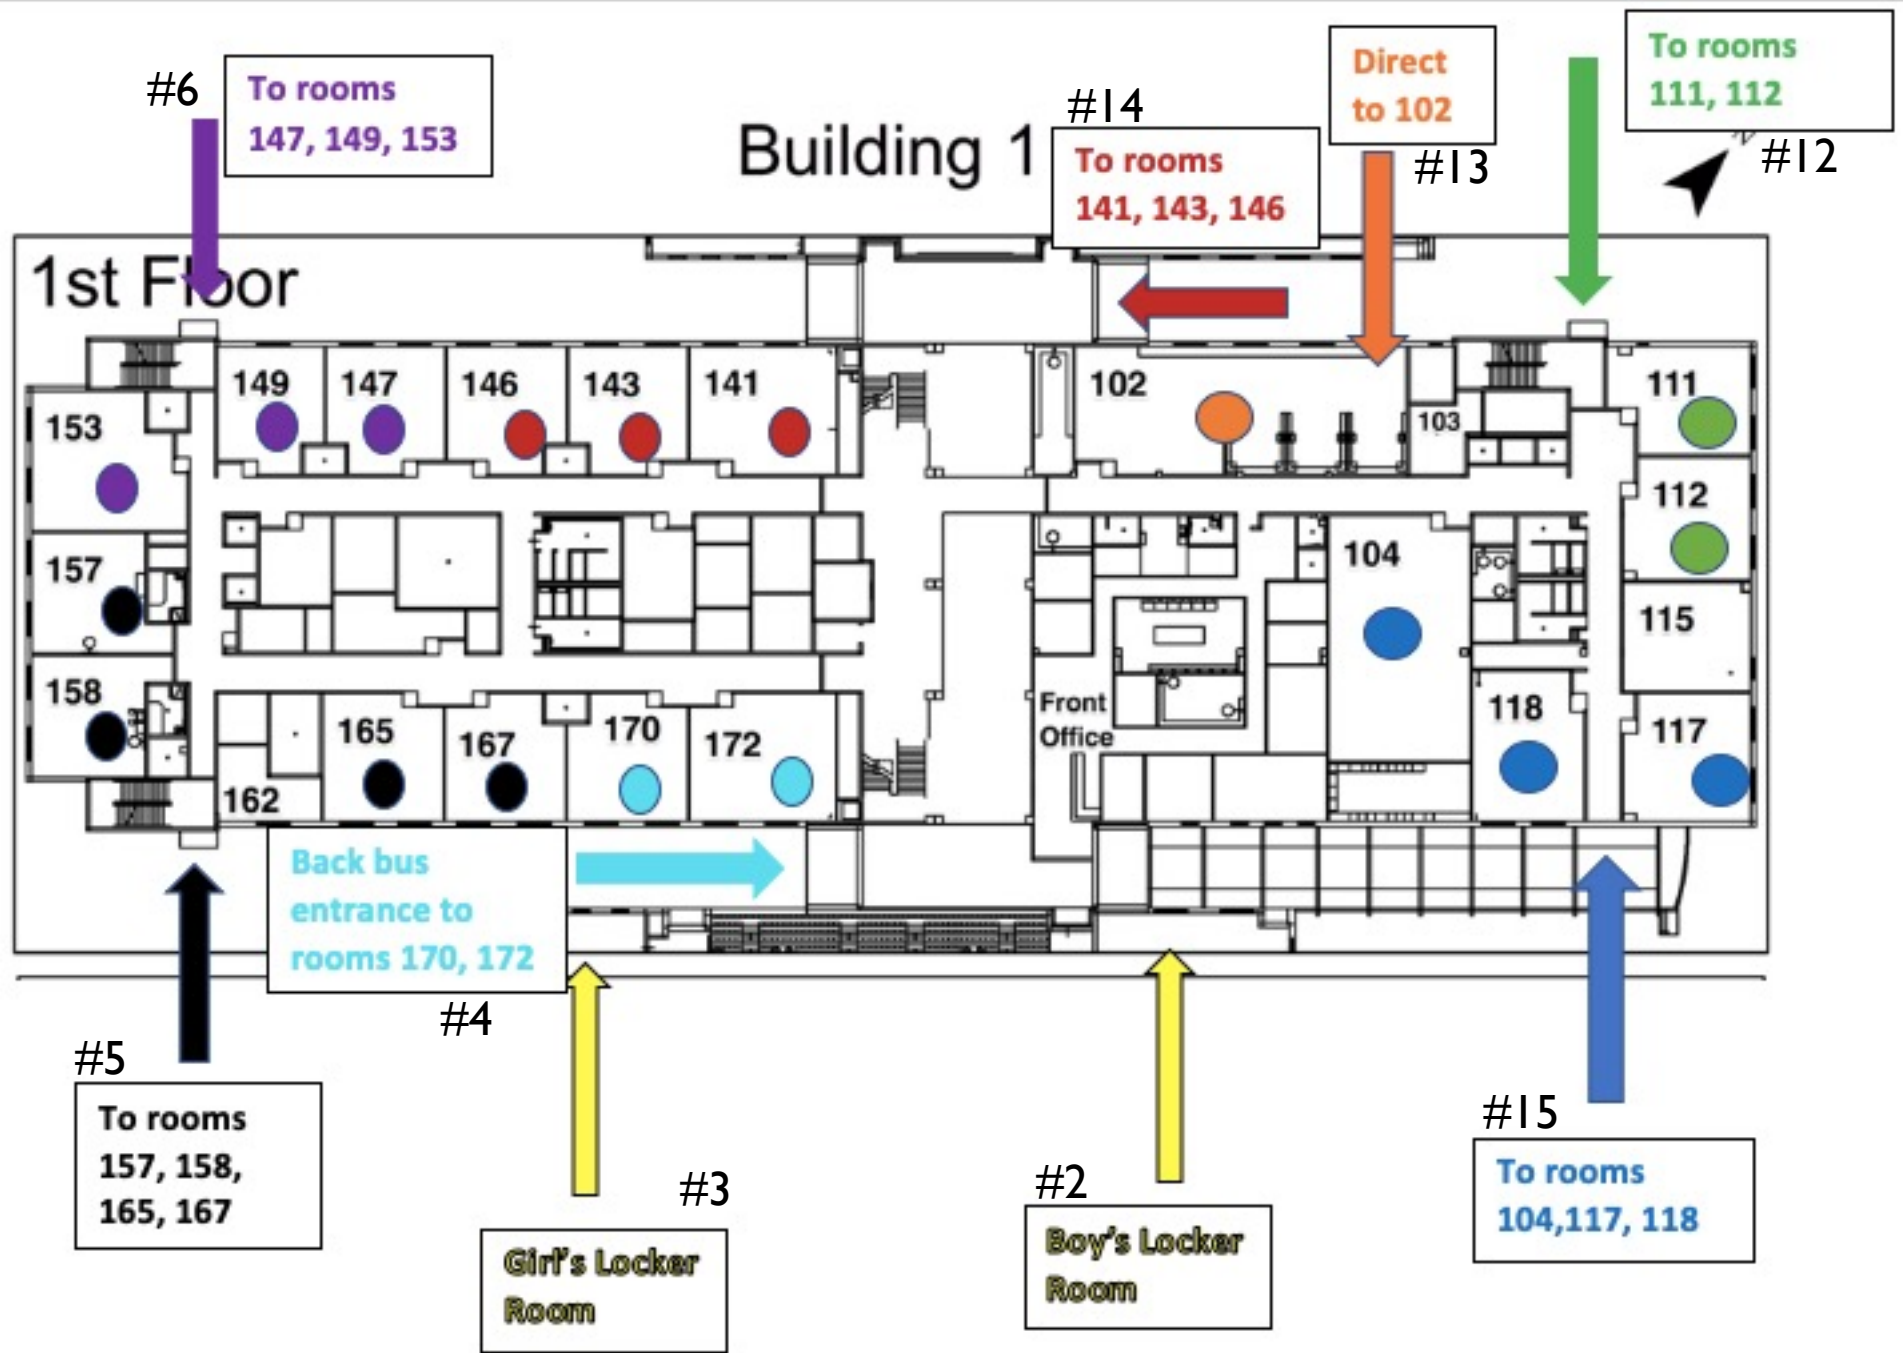 #6
To rooms
147, 149, 153
Building 1
#14
To rooms
141, 143, 146
Direct
to 102
#13
To rooms
111, 112
N
#12
1st Floor
149
147
146
143
141
102
103
111
153
112
157
104
115
158
165
167
170
172
162
Front
Office
118
117
Back bus
entrance to
rooms 170, 172
#4
#5
To rooms
157, 158,
165, 167
#3
Girl's Locker
Room
#2
Boy's Locker
Room
#15
To rooms
104,117, 118